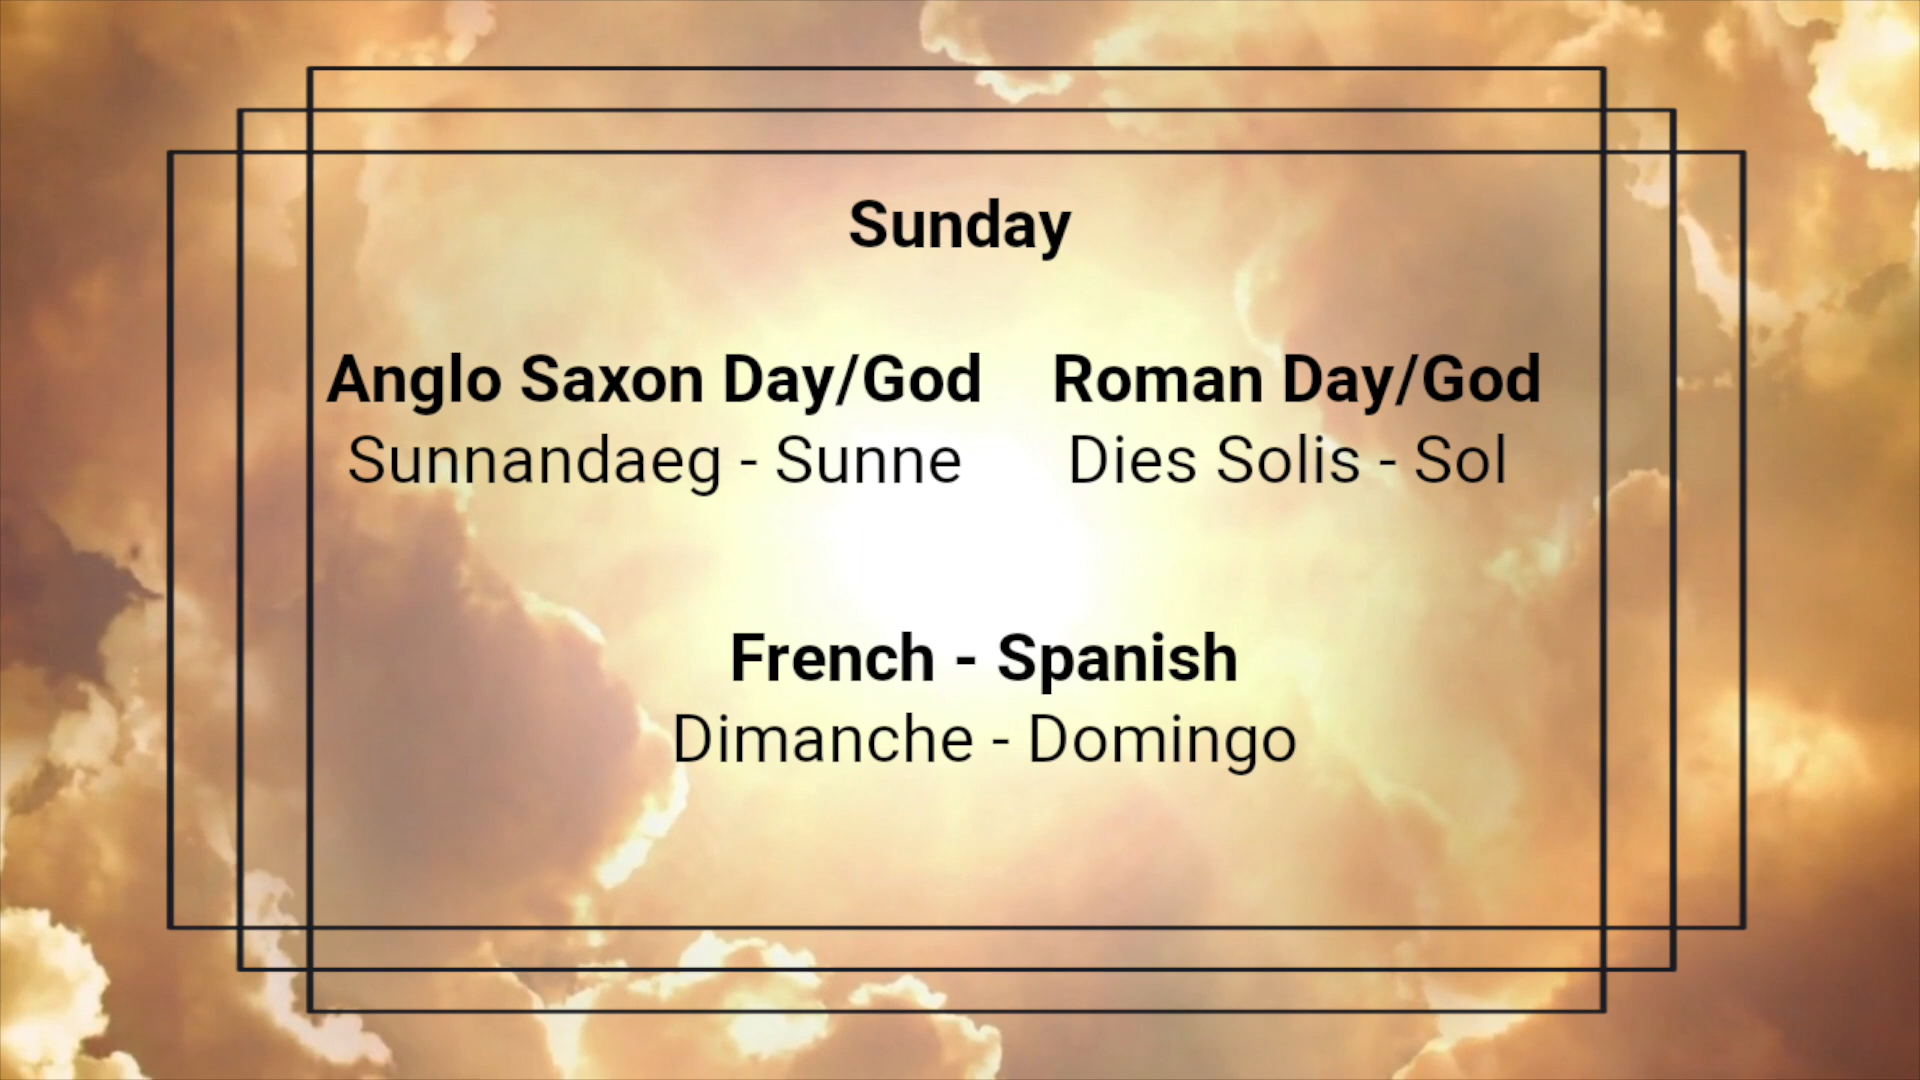 Sunday
Anglo Saxon Day/God
Sunnandaeg - Sunne
Roman Day/God
Dies Solis - Sol
French - Spanish
Dimanche - Domingo